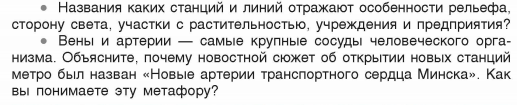 ● Названия каких станций и линий отражают особенности рельефа,
сторону света, участки с растительностью, учреждения и предприятия?
● Вены и артерии — самые крупные сосуды человеческого орга-
низма. Объясните, почему новостной сюжет об открытии новых станций
метро был назван «Новые артерии транспортного сердца Минска». Как
вы понимаете эту метафору?